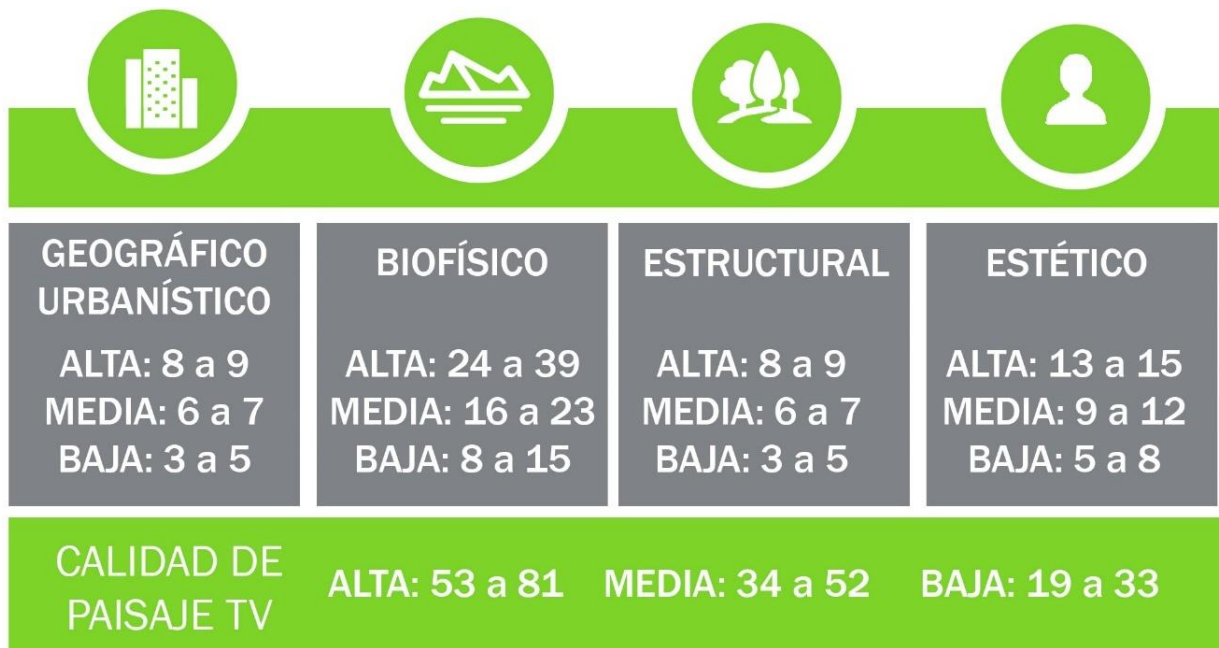 GEOGRÁFICO
URBANÍSTICO
ALTA: 8 a 9
MEDIA: 6 a 7
BAJA: 3 a 5
BIOFÍSICO
ALTA: 24 a 39
MEDIA: 16 a 23
BAJA: 8 a 15
ESTRUCTURAL
ALTA: 8 a 9
MEDIA: 6 a 7
BAJA: 3 a 5
ESTÉTICO
ALTA: 13 a 15
MEDIA: 9 a 12
BAJA: 5 a 8
CALIDAD DE
PAISAJE TV
ALTA: 53 a 81 MEDIA: 34 a 52 BAJA: 19 a 33